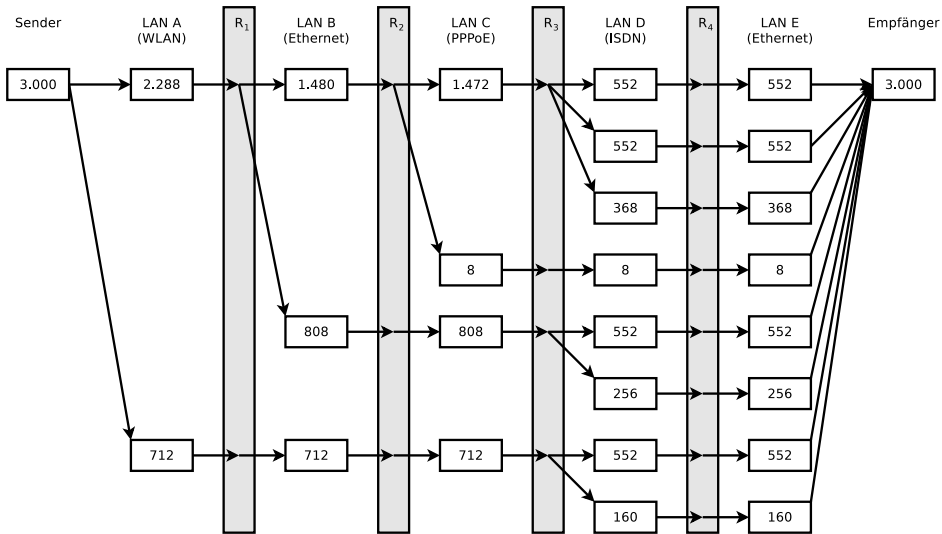 Sender
LAN A
(WLAN)
R1
LAN B
(Ethernet)
R2
LAN C
(PPPoE)
R3
LAN D
(ISDN)
R4
LAN E
(Ethernet)
Empfänger
3.000
2.288
1.480
1.472
552
552
3.000
552
552
368
368
8
8
8
808
808
552
552
256
256
712
712
712
552
552
160
160